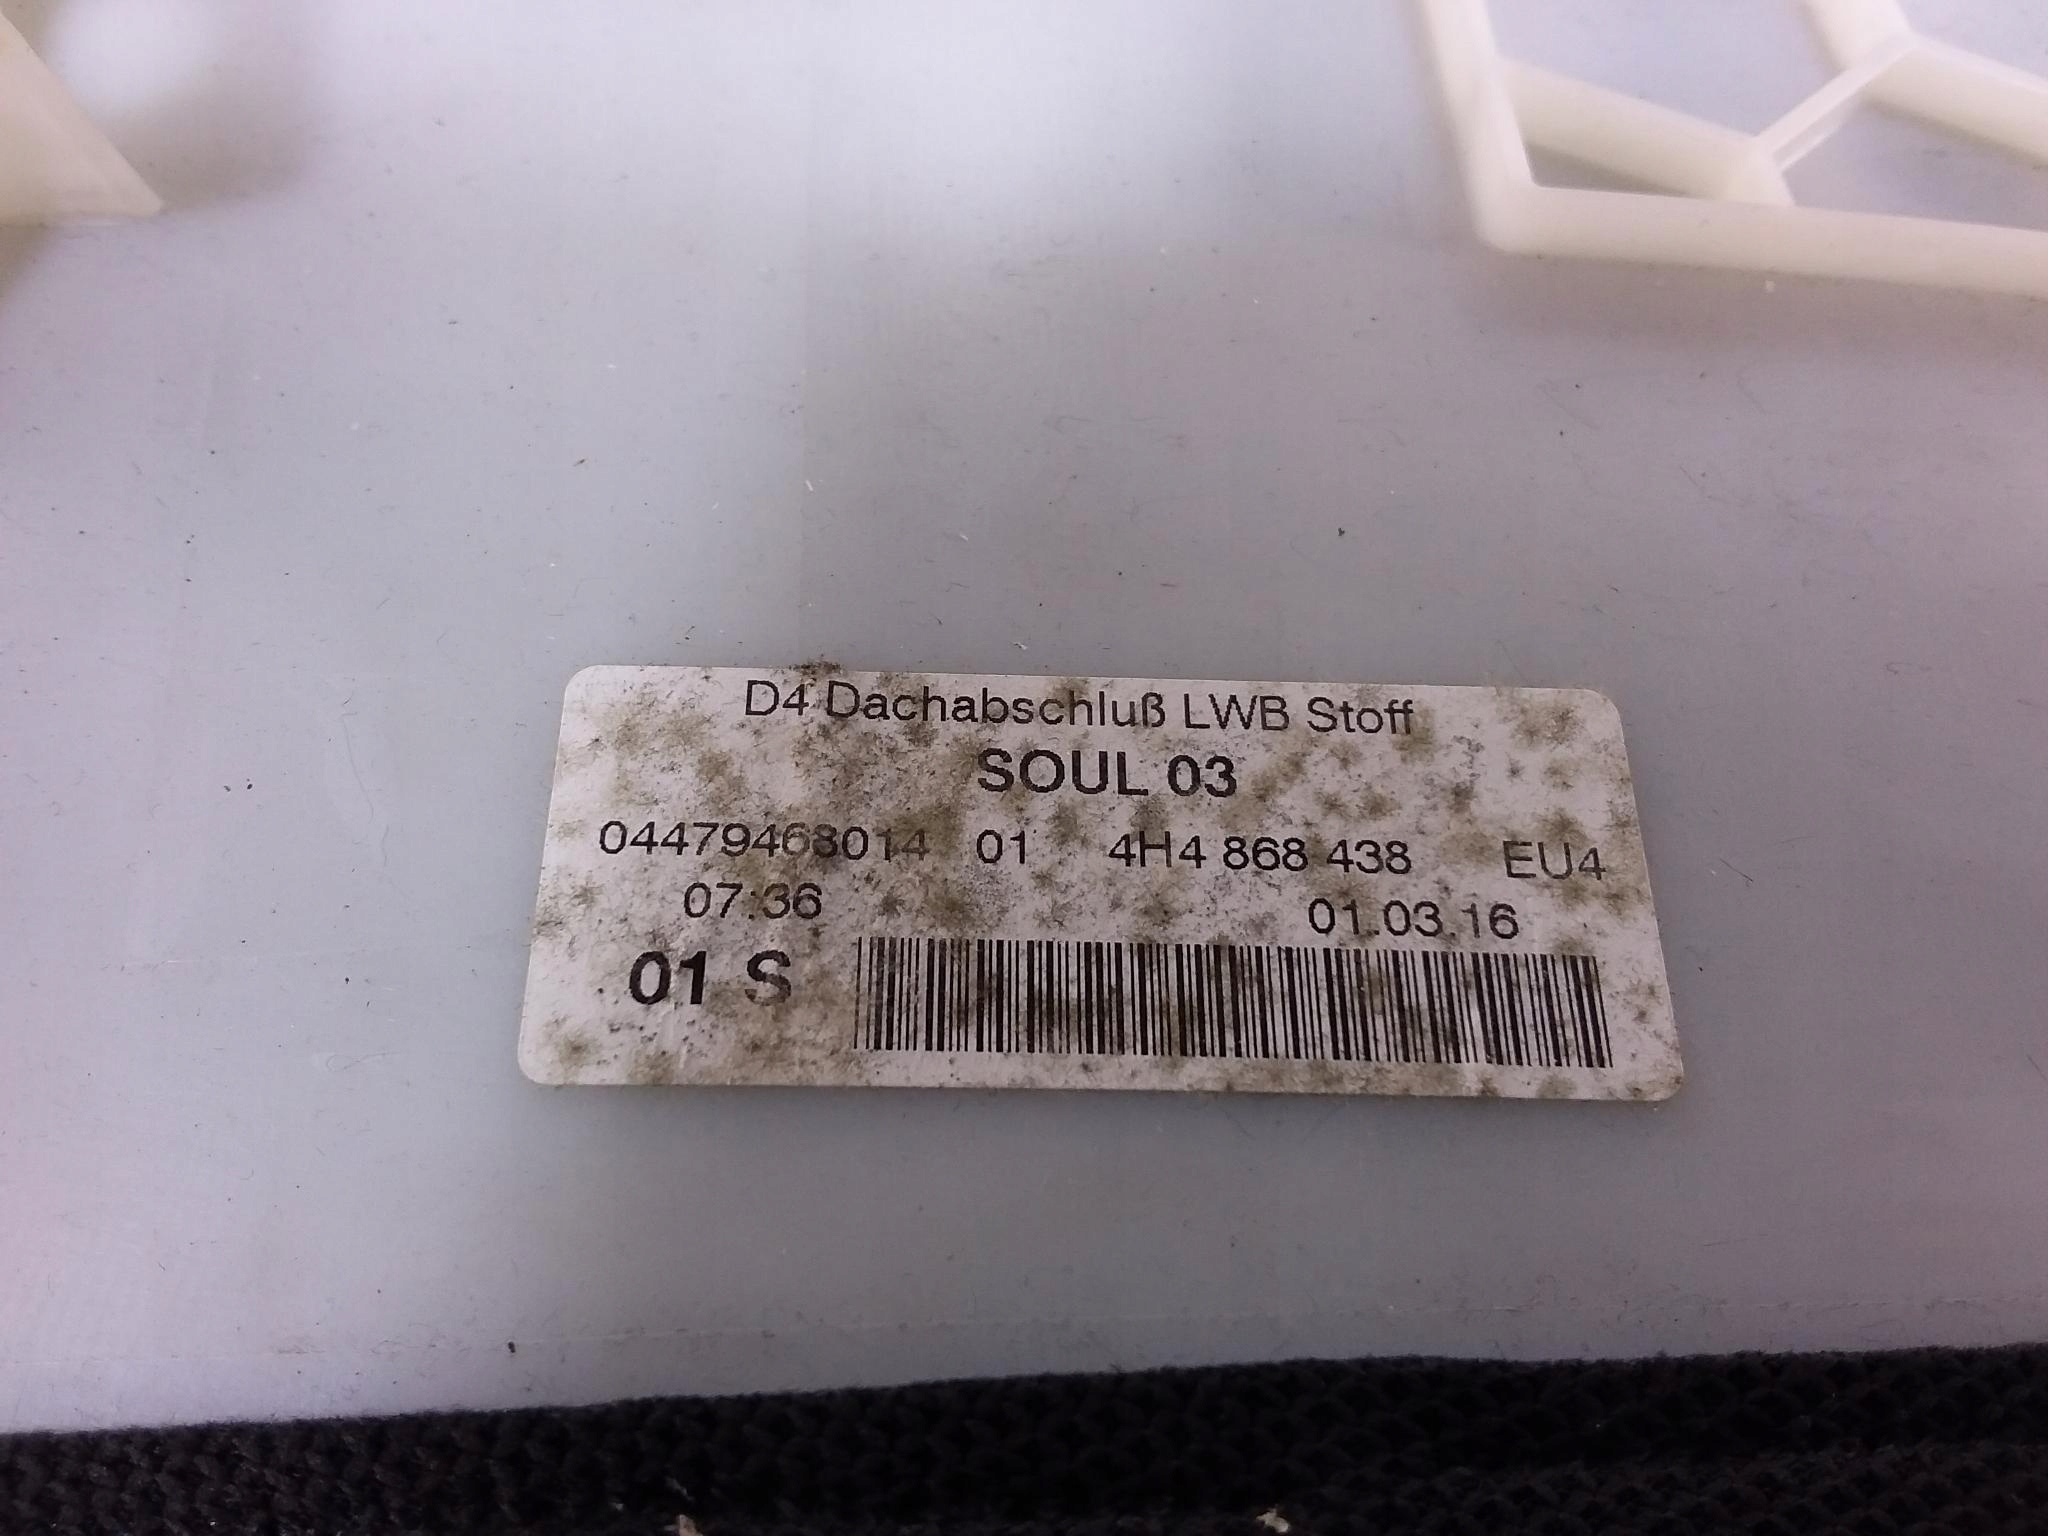 D4 Dachabschluß LWB Stoff
SOUL 03
04479468014 01 4H4 868 438 EU4
07:36 01.03.16
01 S